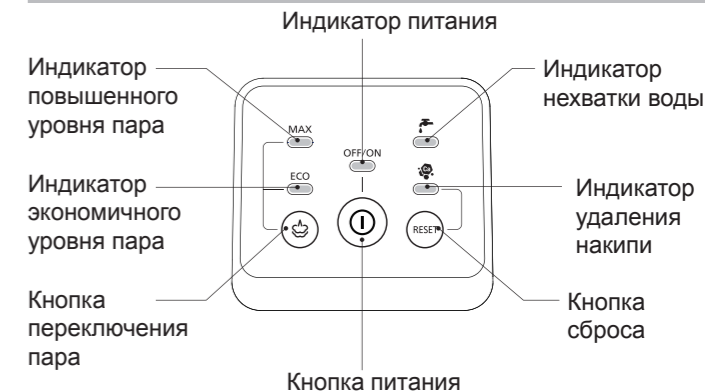 Индикатор питания
Индикатор
повышенного
уровня пара
Индикатор
нехватки воды
MAX
OFF/ON
ECO
Индикатор
экономичного
уровня пара
Индикатор
удаления
накипи
RESET
Кнопка
переключения
пара
Кнопка
сброса
Кнопка питания